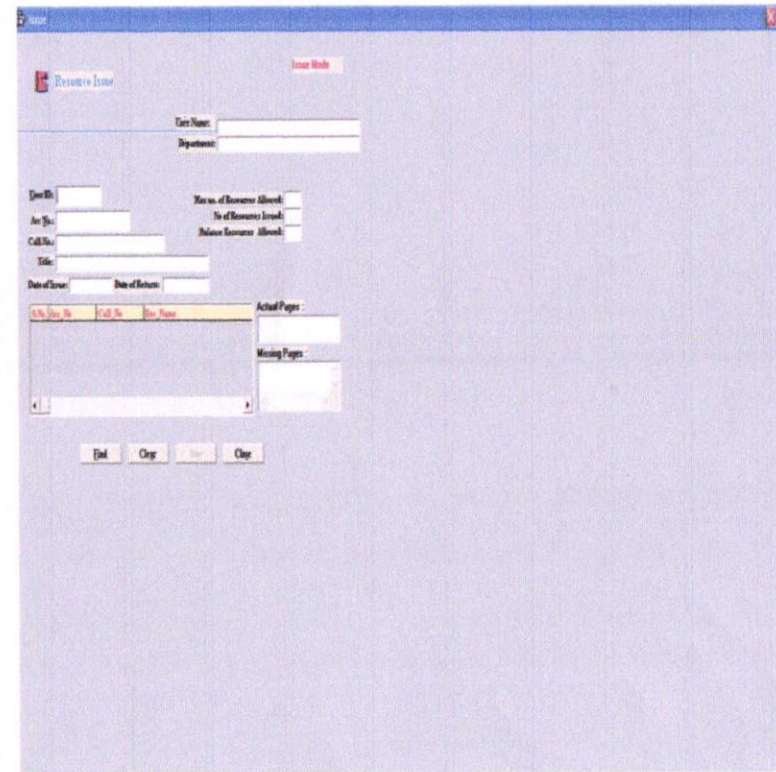 Issue
Issue Mode
Resource Issue
User Name:
Department:
User ID:
Max no. of Resources Allowed:
Acc No.:
No of Resources Issued:
Call No.:
Balance Resources Allowed:
Title:
Date of Issue: Date of Return:
S.No. Acc_No Call_No Res_Name
Actual Pages :
Missing Pages :
Find Clear Close